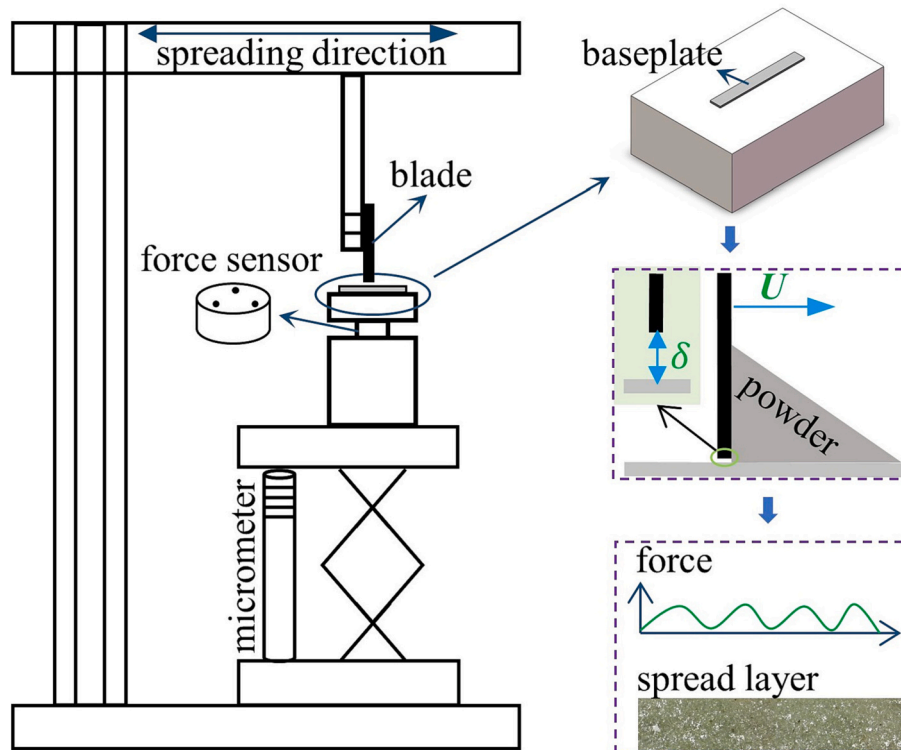 spreading direction
baseplate
blade
force sensor
U
δ
powder
micrometer
force
spread layer